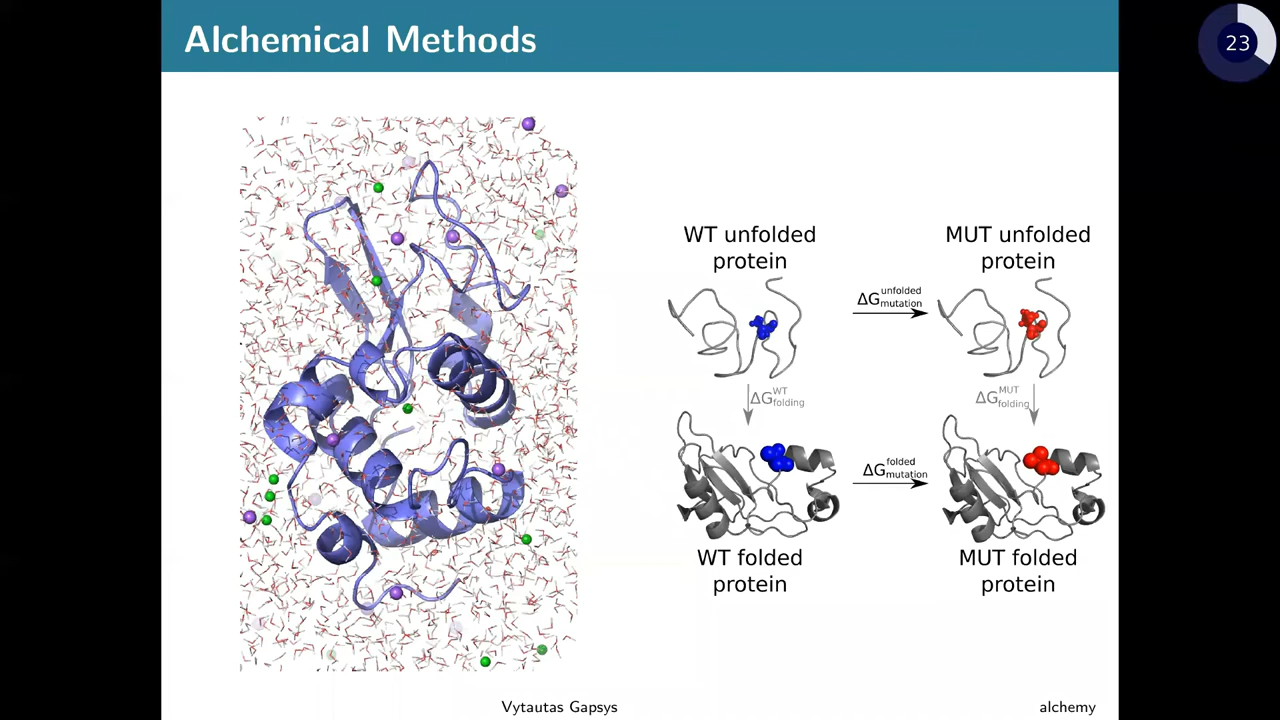 Alchemical Methods
23
WT unfolded
protein
MUT unfolded
protein
ΔG unfolded mutation
ΔG WT folding
ΔG MUT folding
ΔG folded mutation
WT folded
protein
MUT folded
protein
Vytautas Gapsys
alchemy